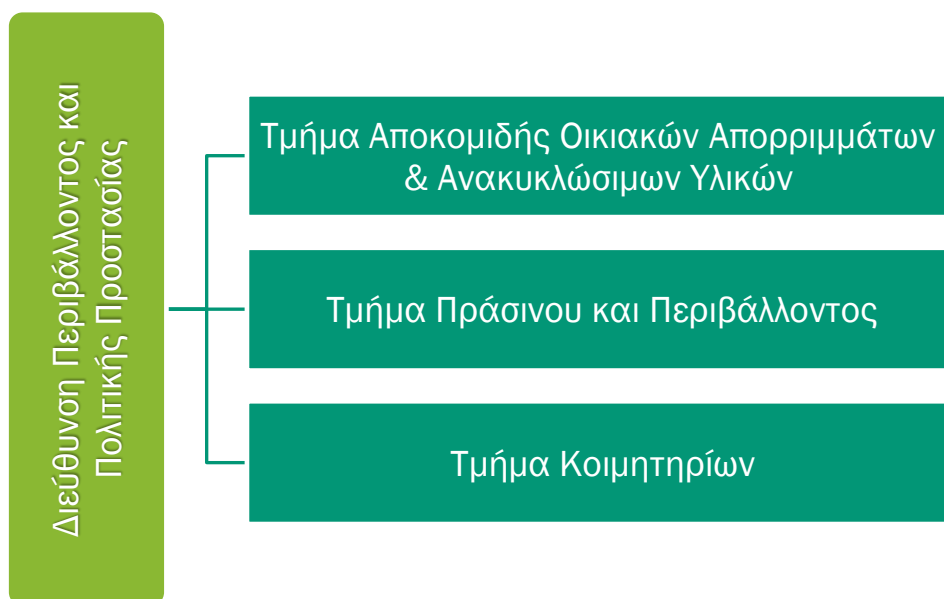 Διεύθυνση Περιβάλλοντος και
Πολιτικής Προστασίας
Τμήμα Αποκομιδής Οικιακών Απορριμμάτων
& Ανακυκλώσιμων Υλικών
Τμήμα Πράσινου και Περιβάλλοντος
Τμήμα Κοιμητηρίων